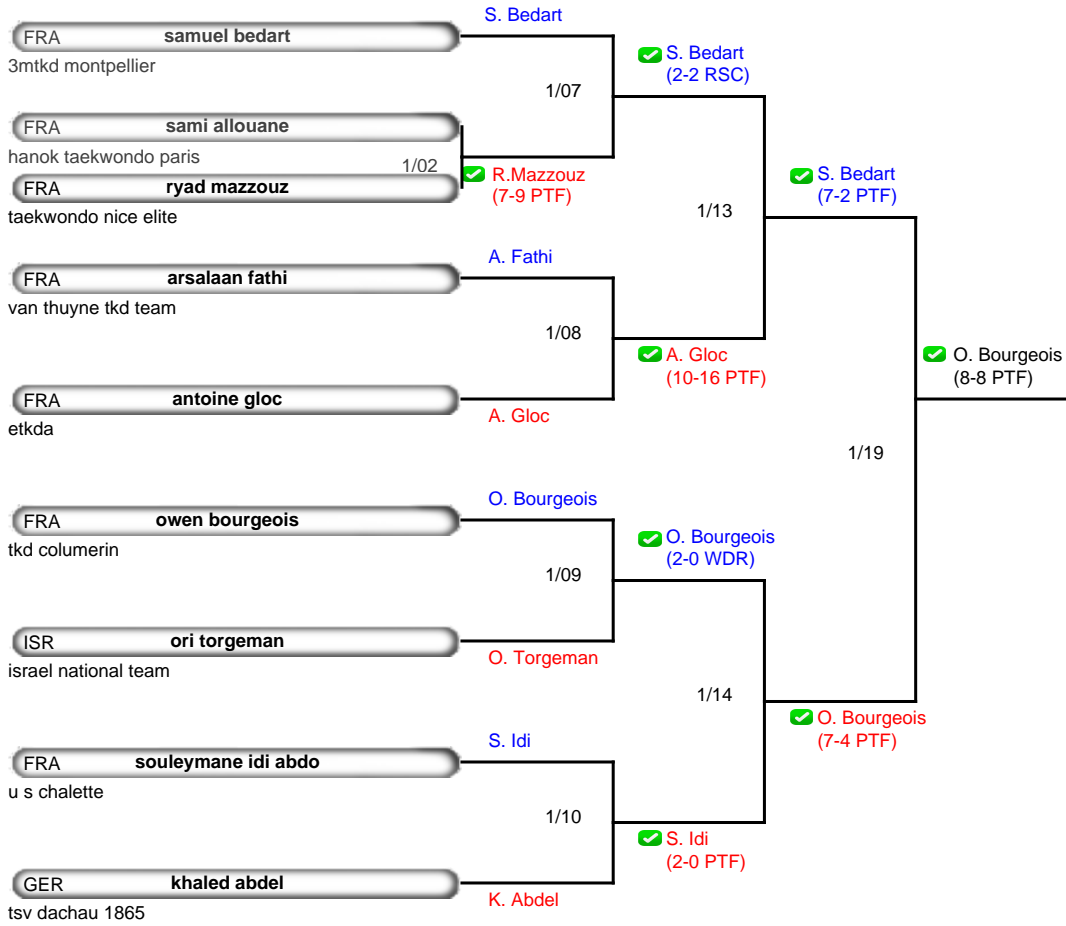 S. Bedart
FRA samuel bedart
3mtkd montpellier
S. Bedart
(2-2 RSC)
1/07
FRA sami allouane
hanok taekwondo paris
1/02
R.Mazzouz
(7-9 PTF)
FRA ryad mazzouz
taekwondo nice elite
S. Bedart
(7-2 PTF)
1/13
A. Fathi
FRA arsalaan fathi
van thuyne tkd team
1/08
A. Gloc
(10-16 PTF)
O. Bourgeois
(8-8 PTF)
FRA antoine gloc
A. Gloc
etkda
1/19
O. Bourgeois
FRA owen bourgeois
tkd columerin
O. Bourgeois
(2-0 WDR)
1/09
ISR ori torgeman
O. Torgeman
israel national team
1/14
O. Bourgeois
(7-4 PTF)
S. Idi
FRA souleymane idi abdo
u s chalette
1/10
S. Idi
(2-0 PTF)
GER khaled abdel
K. Abdel
tsv dachau 1865